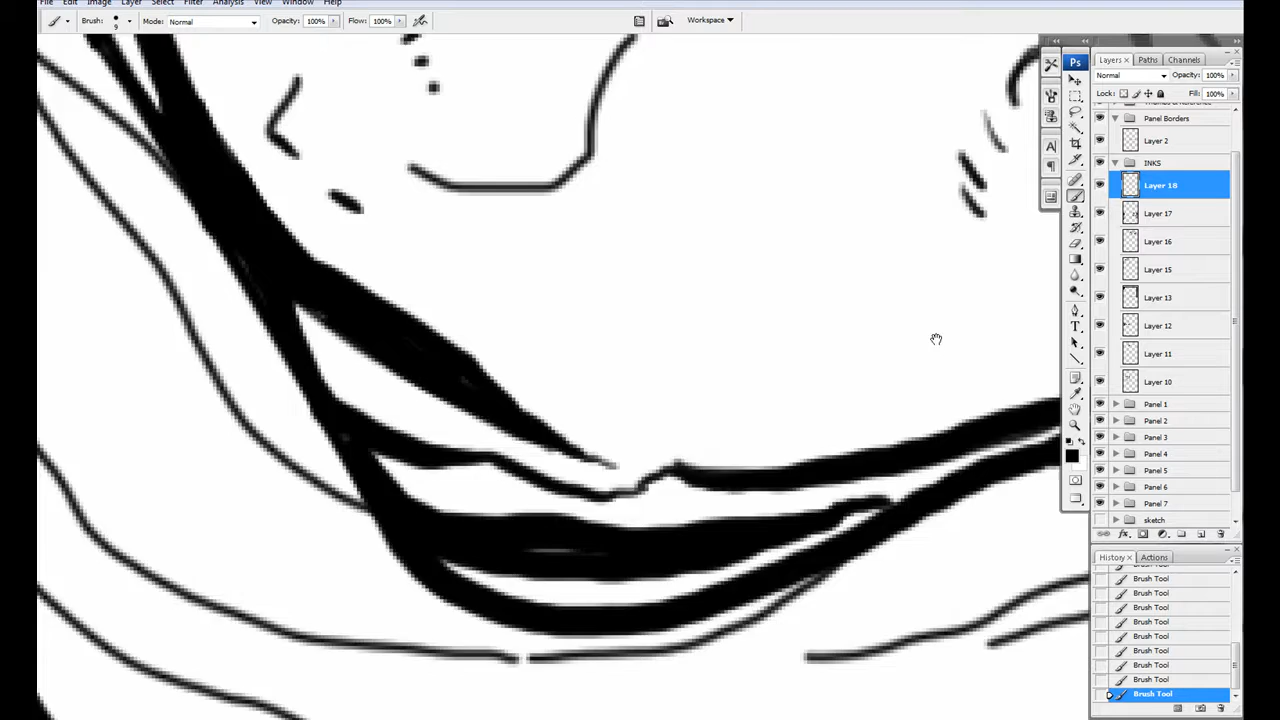 File Edit Image Layer Select Filter Analysis View Window Help
Brush: 9 Mode: Normal Opacity: 100% Flow: 100% Workspace
Ps
Layers Paths Channels
Normal Opacity: 100%
Lock: Fill: 100%
Thumbs & Reference
Panel Borders
Layer 2
INKS
Layer 18
Layer 17
Layer 16
Layer 15
Layer 13
Layer 12
Layer 11
Layer 10
Panel 1
Panel 2
Panel 3
Panel 4
Panel 5
Panel 6
Panel 7
sketch
History Actions
Brush Tool
Brush Tool
Brush Tool
Brush Tool
Brush Tool
Brush Tool
Brush Tool
Brush Tool
Brush Tool